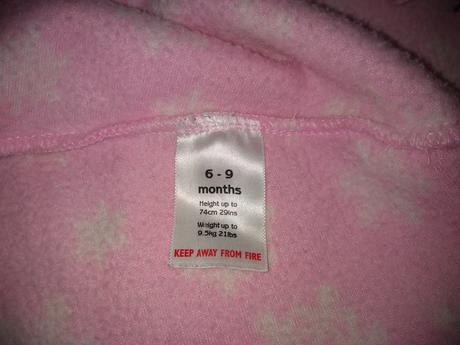 6 - 9
months
Height up to
74cm 29ins
Weight up to
9.5kg 21lbs
KEEP AWAY FROM FIRE